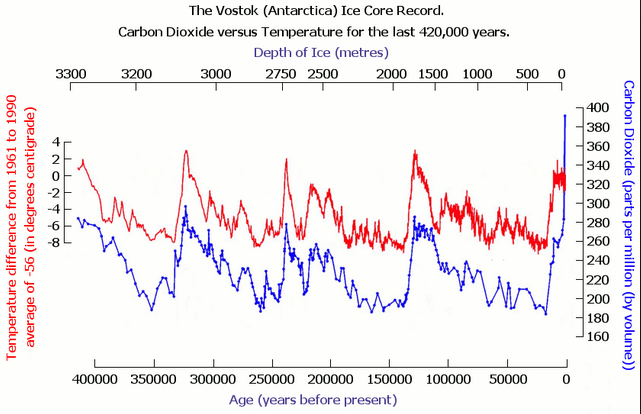 The Vostok (Antarctica) Ice Core Record.
Carbon Dioxide versus Temperature for the last 420,000 years.
Depth of Ice (metres)
3300 3200 3000 2750 2500 2000 1500 1000 500 0
Temperature difference from 1961 to 1990
average of -56 (in degrees centigrade)
4
2
0
-2
-4
-6
-8
400
380
360
340
320
300
280
260
240
220
200
180
160
Carbon Dioxide (parts per million (by volume))
400000 350000 300000 250000 200000 150000 100000 50000 0
Age (years before present)